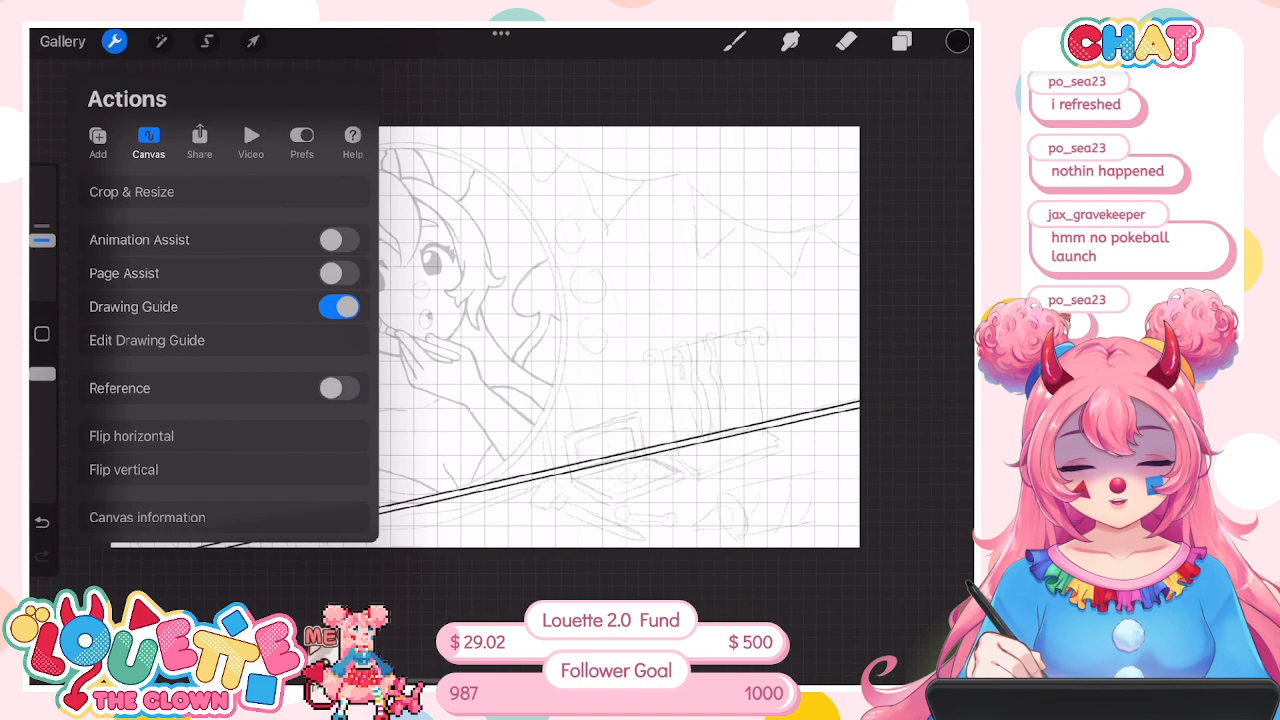 Gallery
Actions
Add
Canvas
Share
Video
Prefs
Help
Crop & Resize
Animation Assist
Page Assist
Drawing Guide
Edit Drawing Guide
Reference
Flip horizontal
Flip vertical
Canvas information
CHAT
po_sea23
i refreshed
po_sea23
nothin happened
jax_gravekeeper
hmm no pokeball
launch
po_sea23
LOUETTE
THE CLOWN
ME
Louette 2.0 Fund
$ 29.02
$ 500
Follower Goal
987
1000